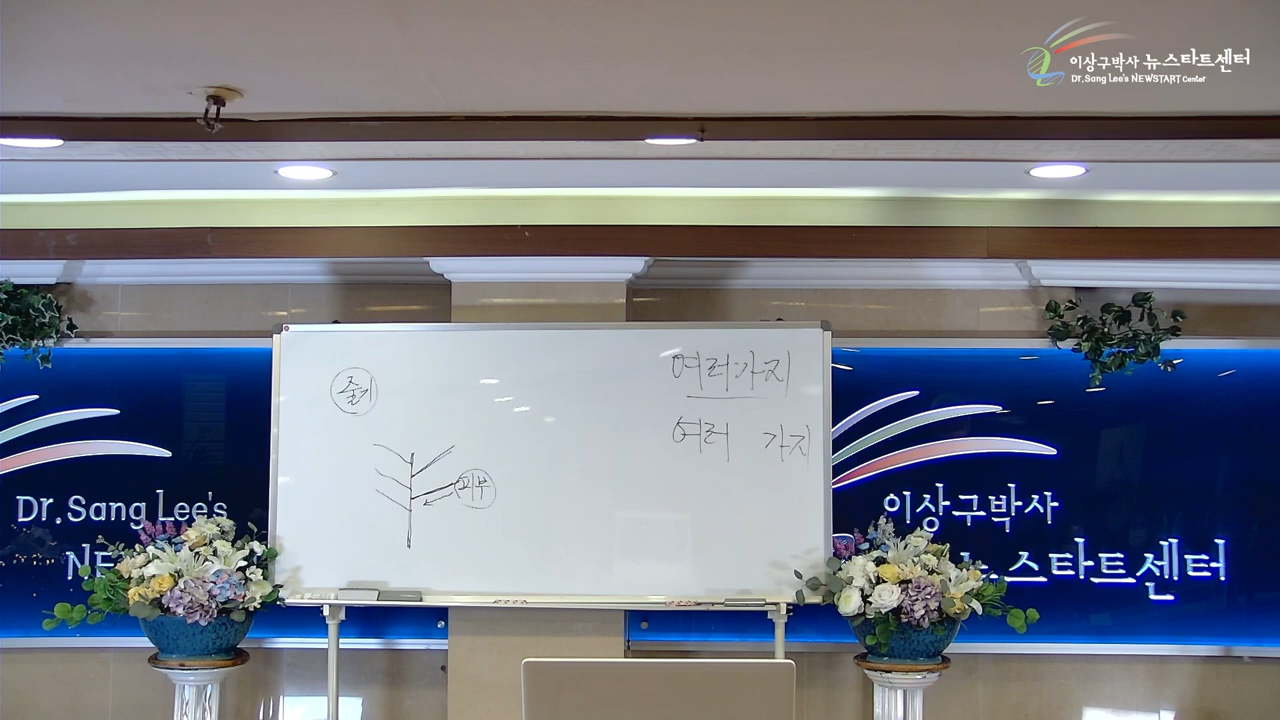 이상구박사 뉴스타트센터
Dr. Sang Lee's NEWSTART Center
줄기
피부
여러가지
여러 가지
Dr. Sang Lee's
NE
이상구박사
뉴스타트센터